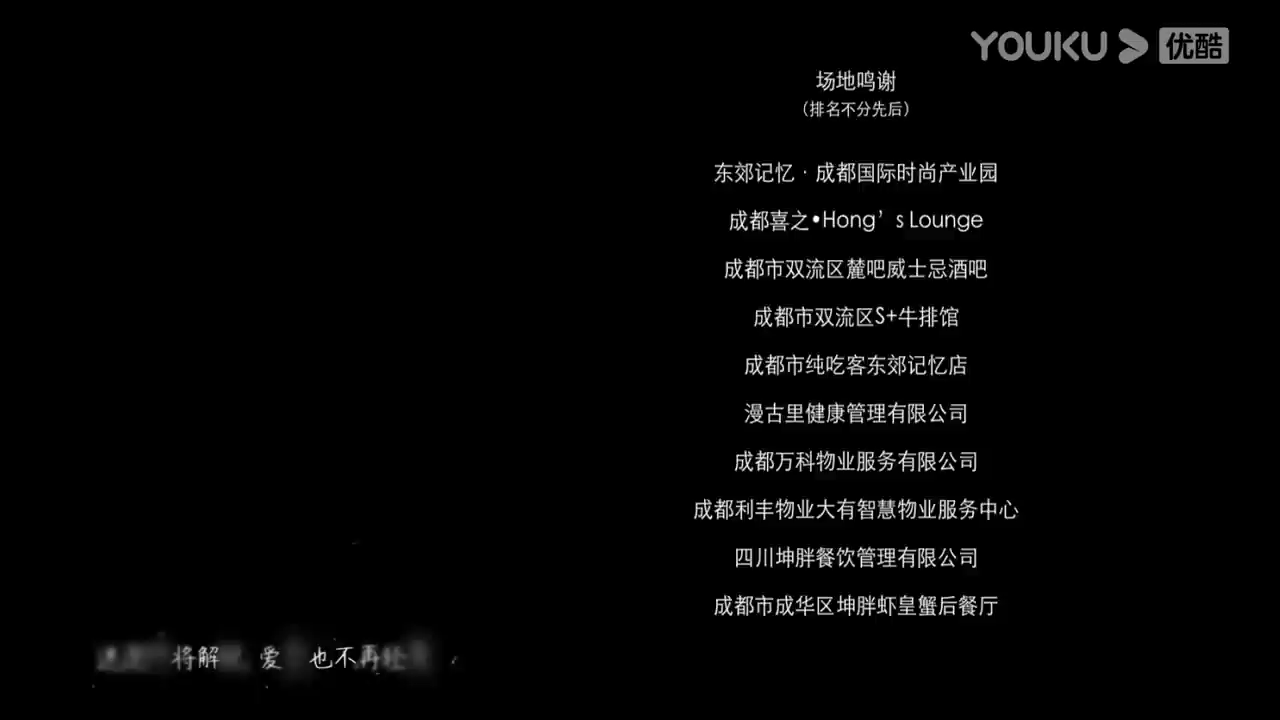 YOUKU 优酷
场地鸣谢
（排名不分先后）
东郊记忆·成都国际时尚产业园
成都喜之•Hong’s Lounge
成都市双流区麓吧威士忌酒吧
成都市双流区S+牛排馆
成都市纯吃客东郊记忆店
漫古里健康管理有限公司
成都万科物业服务有限公司
成都利丰物业大有智慧物业服务中心
四川坤胖餐饮管理有限公司
成都市成华区坤胖虾皇蟹后餐厅
将解 爱 也不再